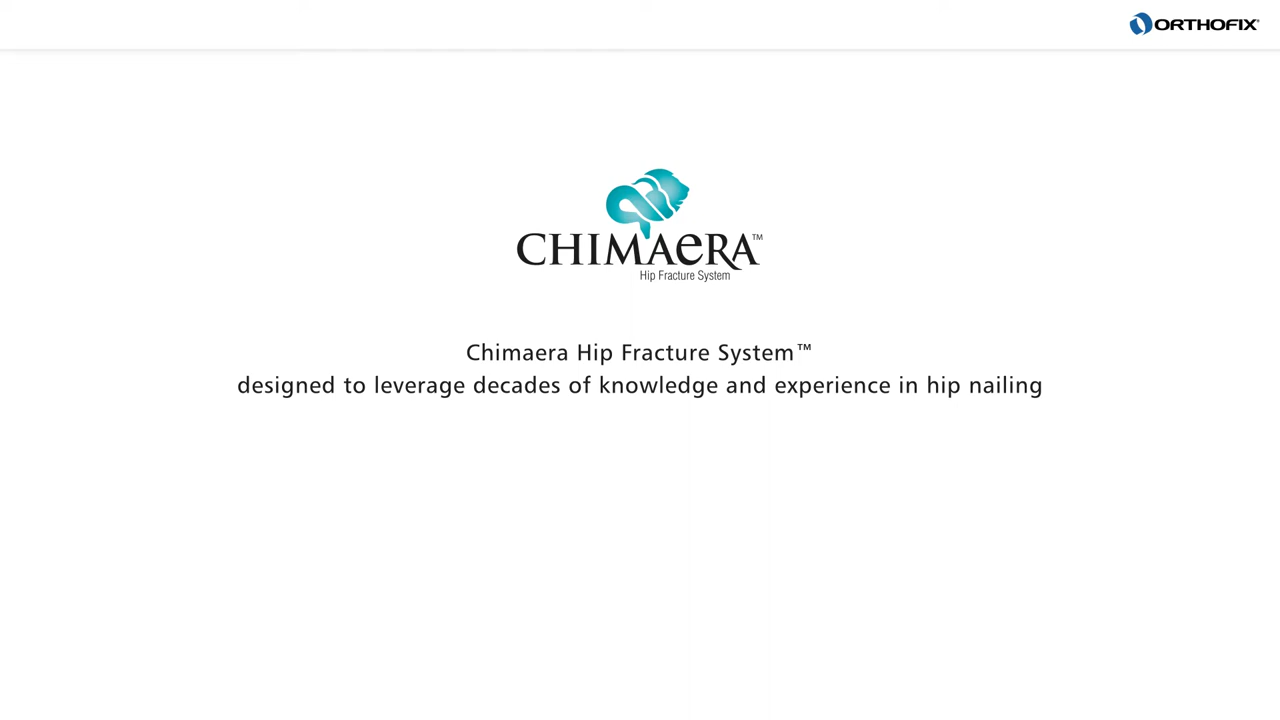 ORTHOFIX®
CHIMAERA™
Hip Fracture System
Chimaera Hip Fracture System™
designed to leverage decades of knowledge and experience in hip nailing